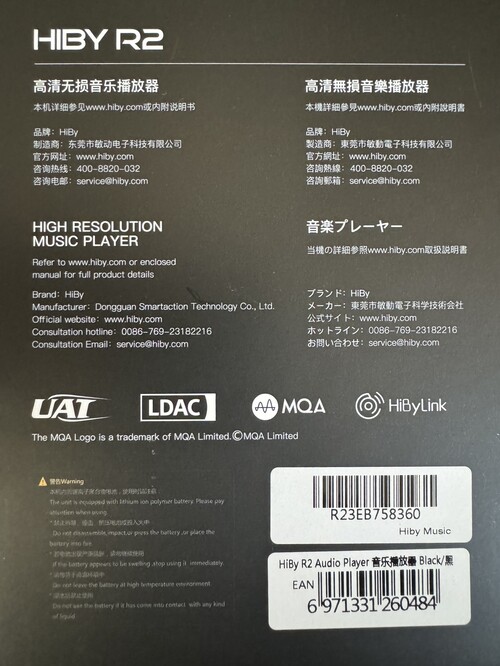 HIBY R2
高清无损音乐播放器
本机详细参见www.hiby.com或内附说明书
品牌：HiBy
制造商：东莞市敏动电子科技有限公司
官方网址：www.hiby.com
咨询热线：400-8820-032
咨询电邮：service@hiby.com
高清無損音樂播放器
本機詳細參見www.hiby.com或內附說明書
品牌：HiBy
製造商：東莞市敏動電子科技有限公司
官方網址：www.hiby.com
咨詢熱線：400-8820-032
咨詢郵箱：service@hiby.com
HIGH RESOLUTION
MUSIC PLAYER
Refer to www.hiby.com or enclosed
manual for full product details
Brand：HiBy
Manufacturer：Dongguan Smartaction Technology Co., Ltd.
Official website：www.hiby.com
Consultation hotline：0086-769-23182216
Consultation Email：service@hiby.com
音楽プレーヤー
当機の詳細参照www.hiby.com取扱説明書
ブランド：HiBy
メーカー：東莞市敏動電子科学技術会社
公式サイト：www.hiby.com
ホットライン：0086-769-23182216
お問い合わせ：service@hiby.com
UAT LDAC MQA HiByLink
The MQA Logo is a trademark of MQA Limited.©MQA Limited
警告Warning
The unit is equipped with lithium ion polymer battery. Please pay
attention when using.
Do not disassemble, impact or press the battery ,or place the
battery into fire.
If the battery appears to be swelling ,stop using it immediately.
Do not leave the Battery at high temperature environment.
Do not use the battery if it has come into contact with any kind
of liquid
R23EB758360
Hiby Music
HiBy R2 Audio Player 音乐播放器 Black/黑
EAN
6 971331 260484